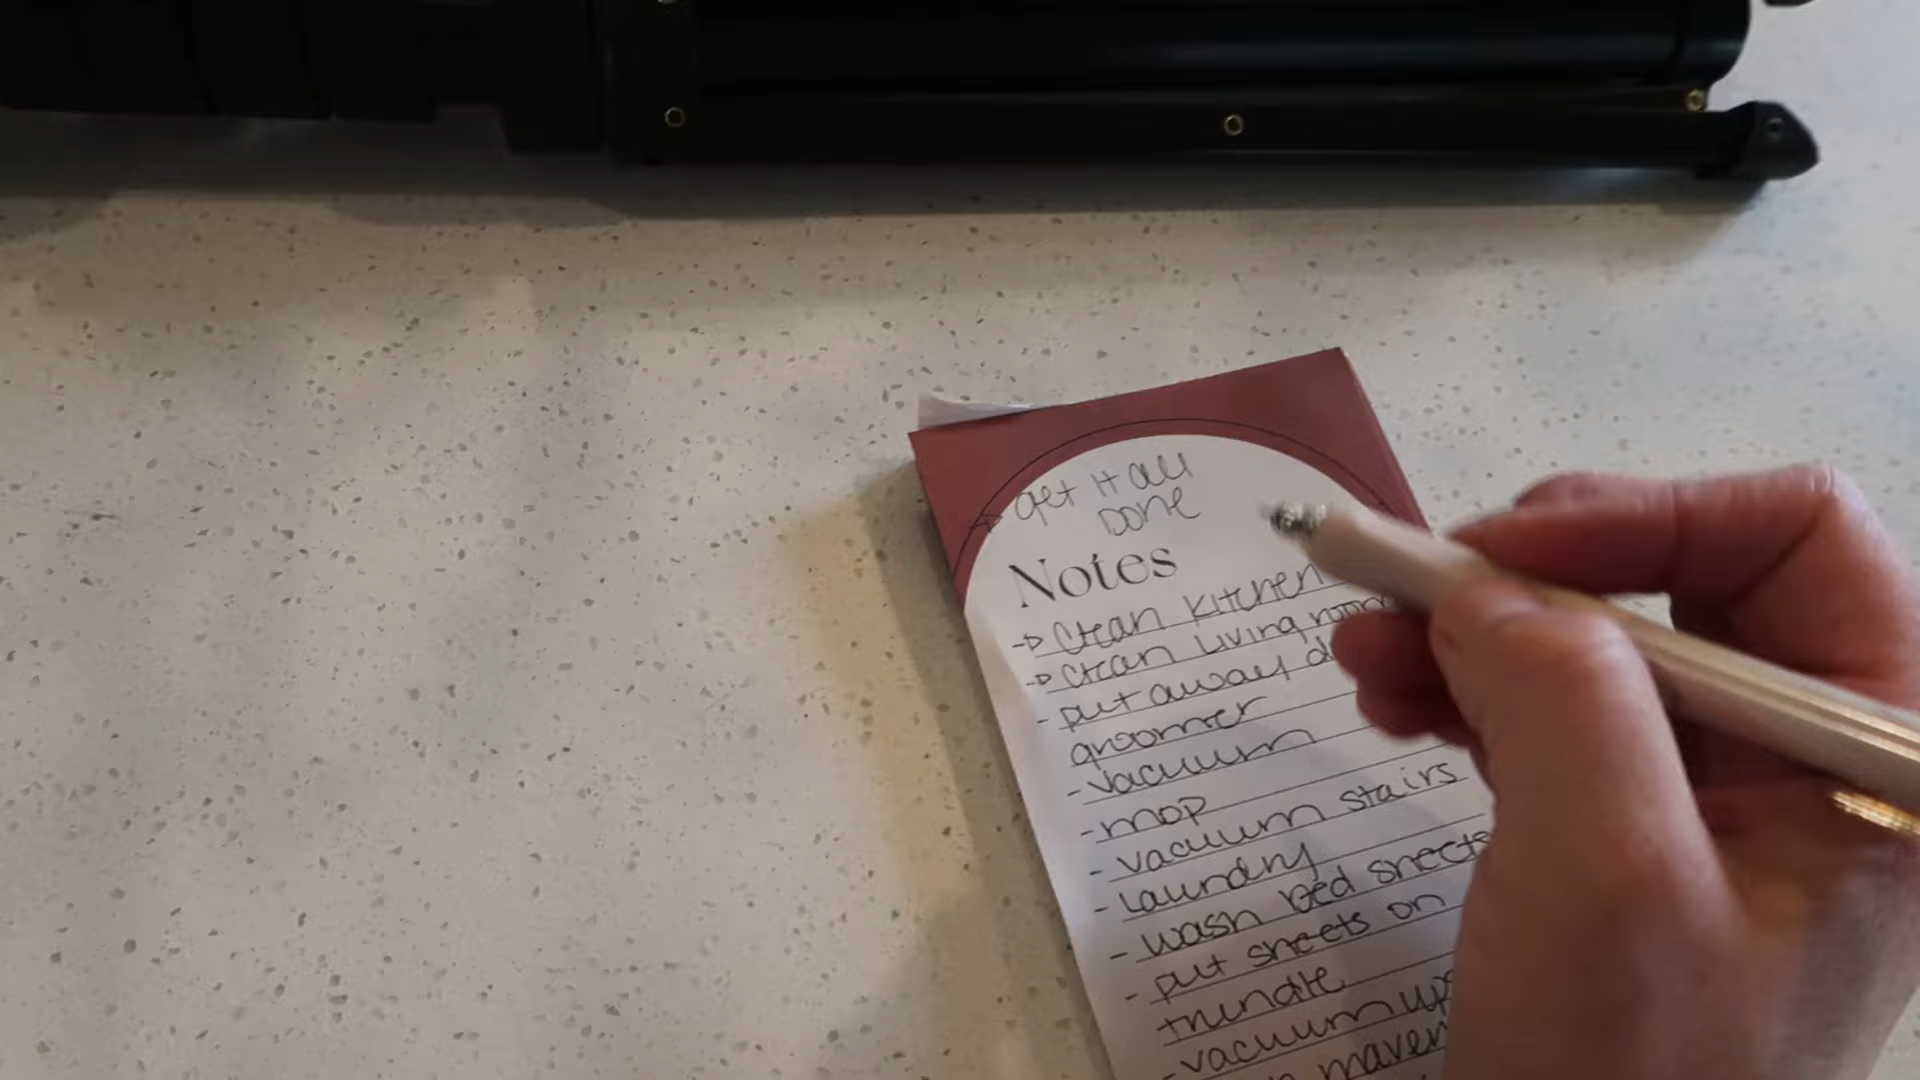 → get it all
Done
Notes
→ Clean Kitchen
→ Clean Living room
- put away
groomer
- vacuum
- mop
- vacuum stairs
- Laundry
- wash bed sheets
- put sheets on
trundle
- vacuum